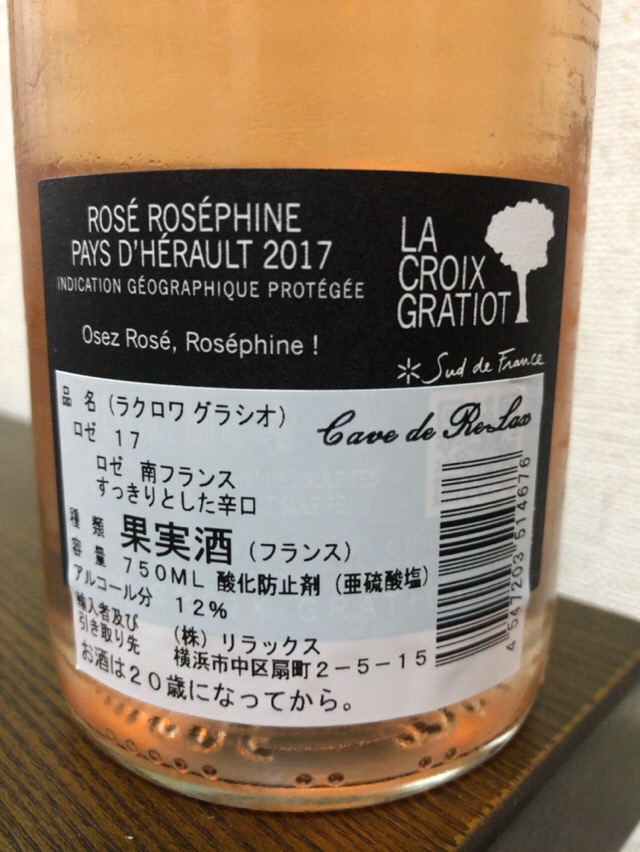 ROSÉ ROSÉPHINE
PAYS D'HÉRAULT 2017
INDICATION GÉOGRAPHIQUE PROTÉGÉE
Osez Rosé, Roséphine !
LA
CROIX
GRATIOT
Sud de France
品 名 (ラクロワ グラシオ)
ロゼ 17
Cave de Re-Lax
ロゼ 南フランス
すっきりとした辛口
種 類 果実酒 (フランス)
容 量 750ML 酸化防止剤 (亜硫酸塩)
アルコール分 12%
輸入者及び
引き取り先 (株) リラックス
横浜市中区扇町2-5-15
お酒は20歳になってから。
4 547203 514676